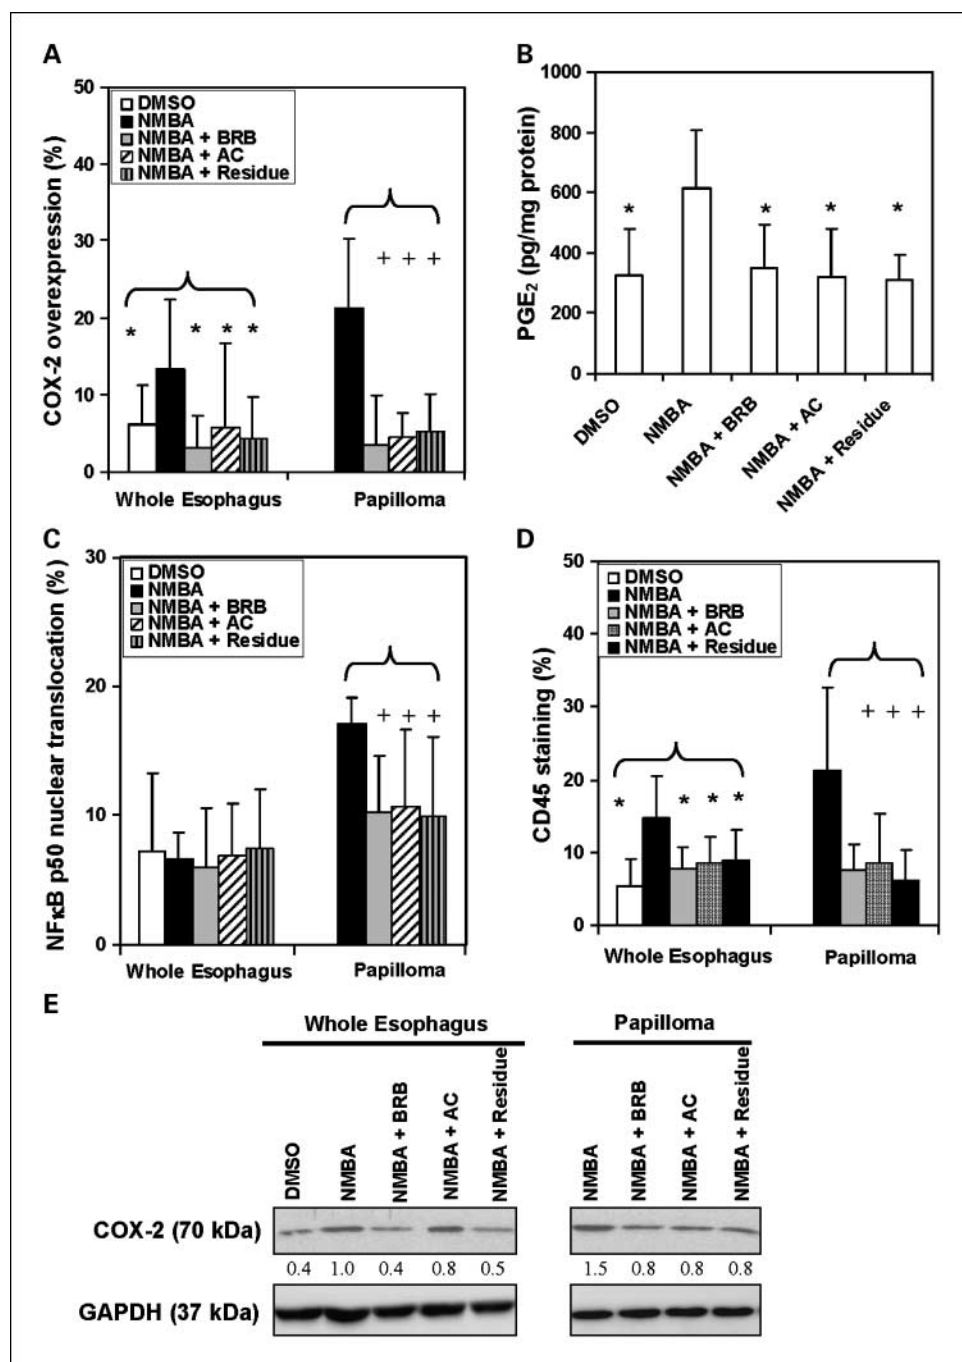 A
COX-2 overexpression (%)
50
40
30
20
10
0
DMSO
NMBA
NMBA + BRB
NMBA + AC
NMBA + Residue
* * * *
+ + +
Whole Esophagus Papilloma
B
PGE2 (pg/mg protein)
1000
800
600
400
200
0
* * * *
DMSO
NMBA
NMBA + BRB
NMBA + AC
NMBA + Residue
C
NFκB p50 nuclear translocation (%)
30
20
10
0
DMSO
NMBA
NMBA + BRB
NMBA + AC
NMBA + Residue
+ + +
Whole Esophagus Papilloma
D
CD45 staining (%)
50
40
30
20
10
0
DMSO
NMBA
NMBA + BRB
NMBA + AC
NMBA + Residue
* * * *
+ + +
Whole Esophagus Papilloma
E
Whole Esophagus Papilloma
DMSO
NMBA
NMBA + BRB
NMBA + AC
NMBA + Residue
NMBA
NMBA + BRB
NMBA + AC
NMBA + Residue
COX-2 (70 kDa)
0.4 1.0 0.4 0.8 0.5 1.5 0.8 0.8 0.8
GAPDH (37 kDa)